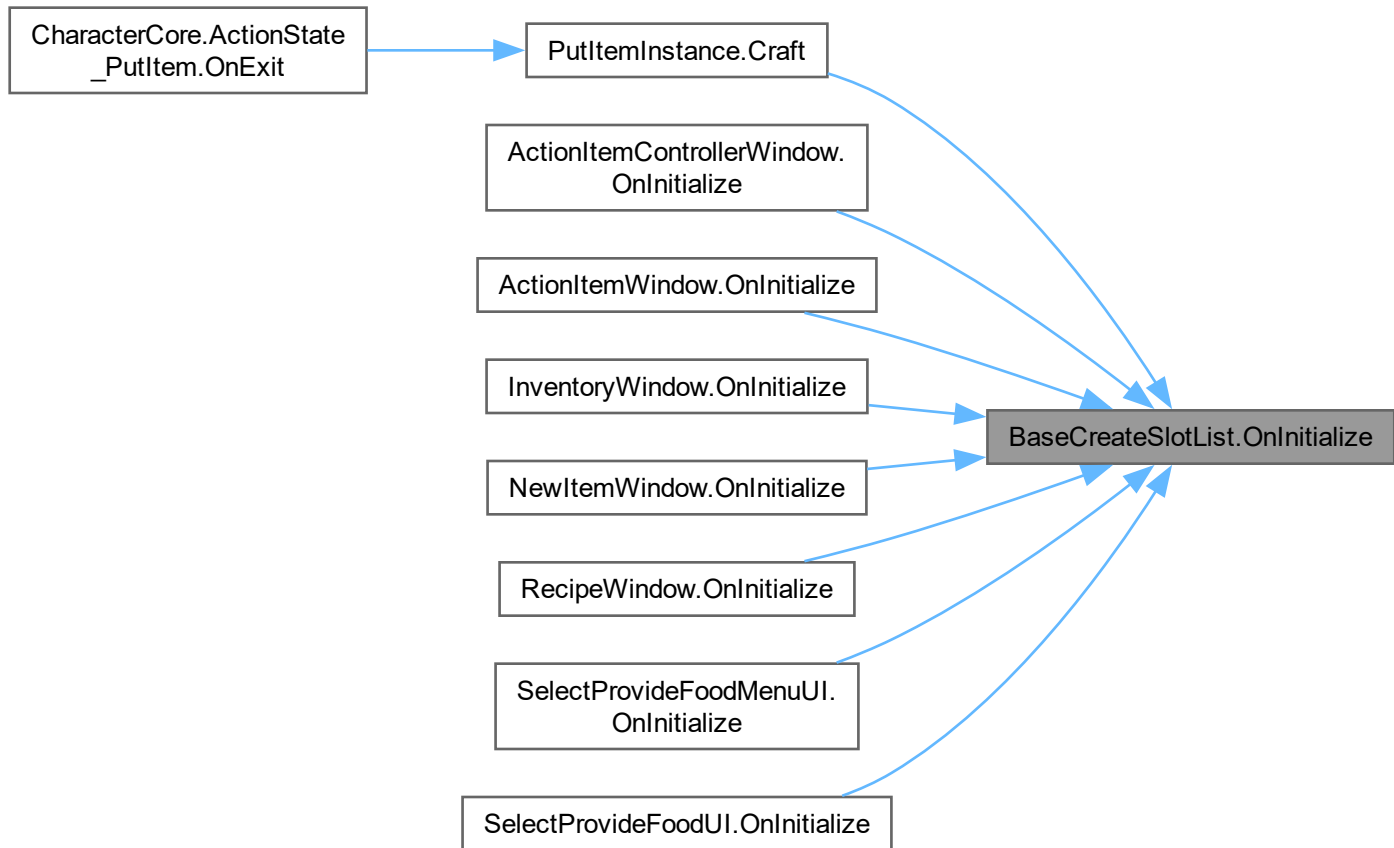 CharacterCore.ActionState
_PutItem.OnExit
PutItemInstance.Craft
ActionItemControllerWindow.
OnInitialize
ActionItemWindow.OnInitialize
InventoryWindow.OnInitialize
BaseCreateSlotList.OnInitialize
NewItemWindow.OnInitialize
RecipeWindow.OnInitialize
SelectProvideFoodMenuUI.
OnInitialize
SelectProvideFoodUI.OnInitialize